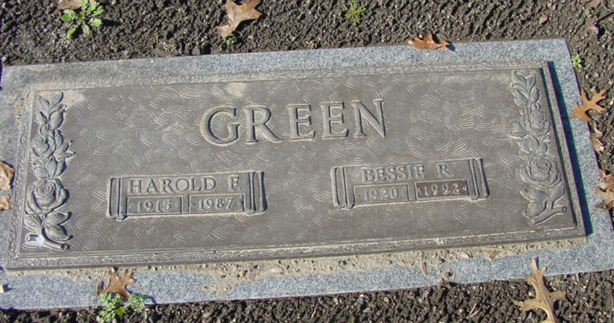 GREEN
HAROLD F.
1915 1987
BESSIE R.
1920 1992